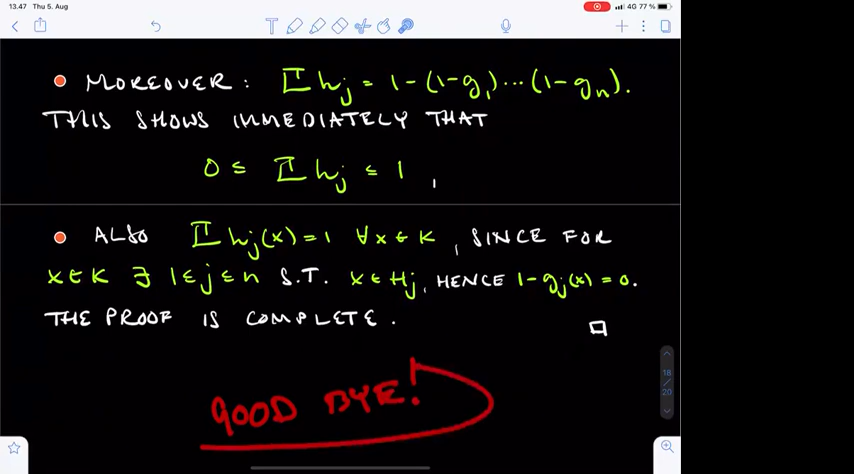 13.47 Thu 5. Aug
4G 77 %
• MOREOVER: Σ hj = 1 - (1-g1) ... (1-gn).
THIS SHOWS IMMEDIATELY THAT
0 ≤ Σ hj ≤ 1
• ALSO Σ hj(x) = 1 ∀x ∈ K, SINCE FOR
x ∈ K ∃ 1 ≤ j ≤ n S.T. x ∈ Hj, HENCE 1-gj(x) = 0.
THE PROOF IS COMPLETE. □
18 / 20
GOOD BYE!